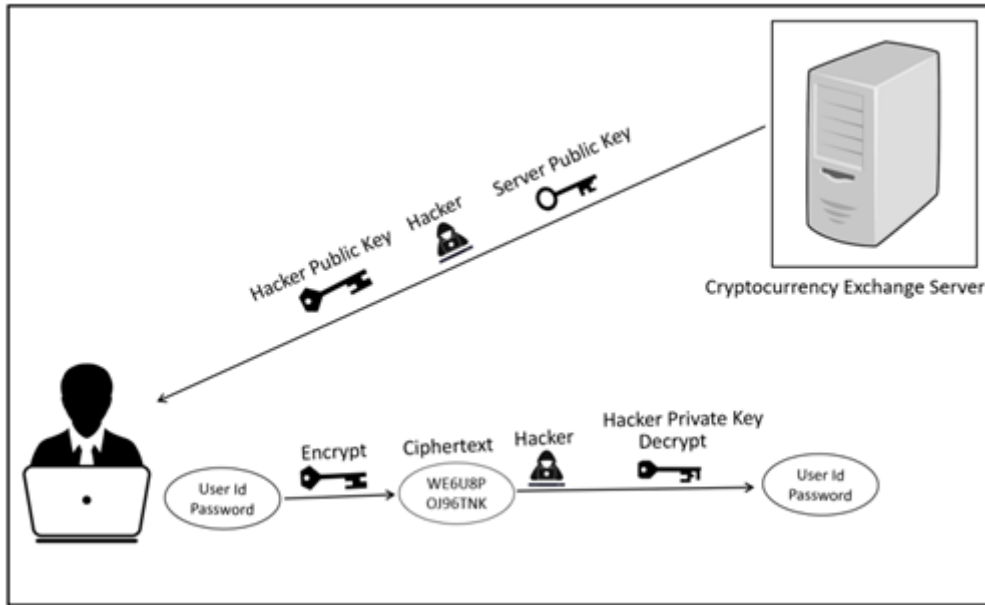 Server Public Key
Hacker
Hacker Public Key
Cryptocurrency Exchange Server
Encrypt
Ciphertext
Hacker
Hacker Private Key
Decrypt
User Id
Password
WE6U8P
OJ96TNK
User Id
Password